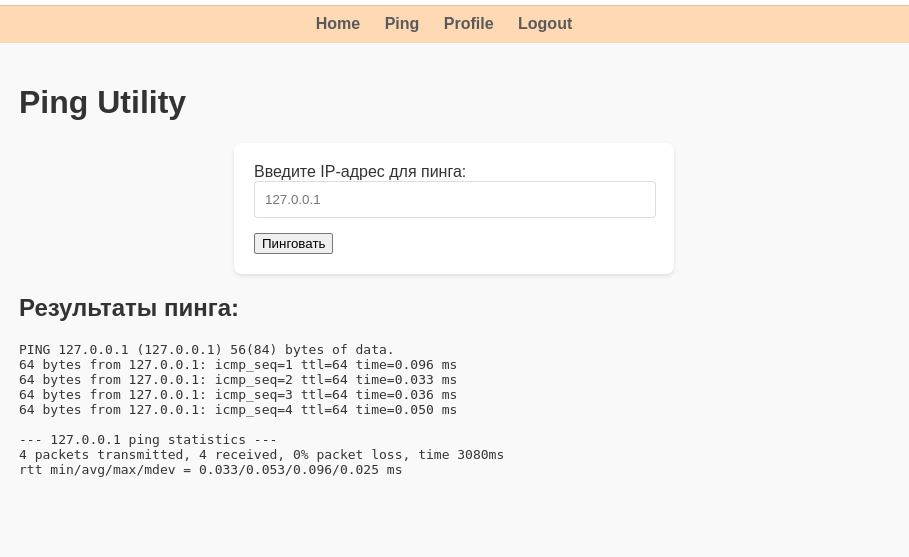 Home Ping Profile Logout
Ping Utility
Введите IP-адрес для пинга:
127.0.0.1
Пинговать
Результаты пинга:
PING 127.0.0.1 (127.0.0.1) 56(84) bytes of data.
64 bytes from 127.0.0.1: icmp_seq=1 ttl=64 time=0.096 ms
64 bytes from 127.0.0.1: icmp_seq=2 ttl=64 time=0.033 ms
64 bytes from 127.0.0.1: icmp_seq=3 ttl=64 time=0.036 ms
64 bytes from 127.0.0.1: icmp_seq=4 ttl=64 time=0.050 ms
--- 127.0.0.1 ping statistics ---
4 packets transmitted, 4 received, 0% packet loss, time 3080ms
rtt min/avg/max/mdev = 0.033/0.053/0.096/0.025 ms